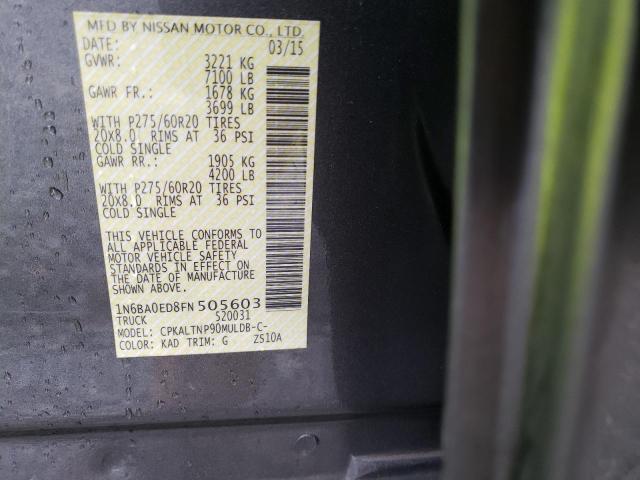 MFD BY NISSAN MOTOR CO., LTD.
DATE: 03/15
GVWR: 3221 KG
7100 LB
GAWR FR.: 1678 KG
3699 LB
WITH P275/60R20 TIRES
20X8.0 RIMS AT 36 PSI
COLD SINGLE
GAWR RR.: 1905 KG
4200 LB
WITH P275/60R20 TIRES
20X8.0 RIMS AT 36 PSI
COLD SINGLE
THIS VEHICLE CONFORMS TO
ALL APPLICABLE FEDERAL
MOTOR VEHICLE SAFETY
STANDARDS IN EFFECT ON
THE DATE OF MANUFACTURE
SHOWN ABOVE.
1N6BA0ED8FN505603
TRUCK S20031
MODEL: CPKALTNP90MULDB-C-
COLOR: KAD TRIM: G ZS10A